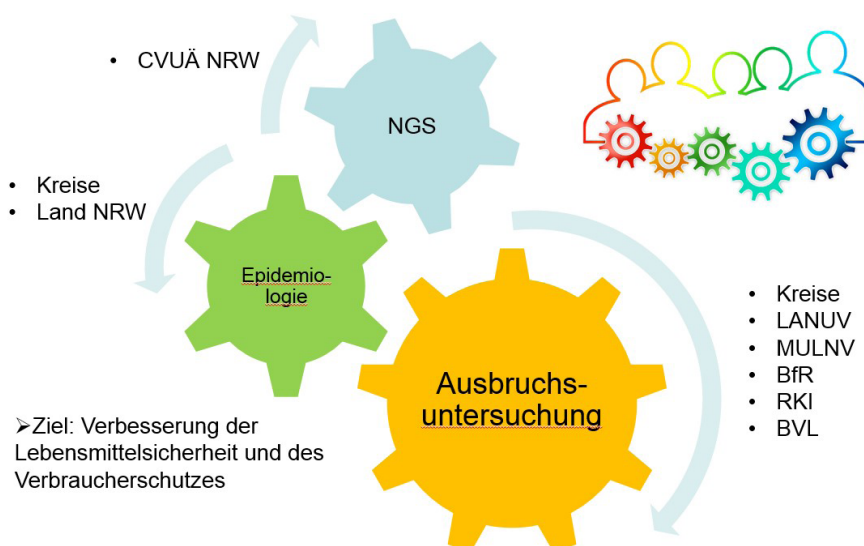 • CVUÄ NRW
NGS
• Kreise
• Land NRW
Epidemio-
logie
Ausbruchs-
untersuchung
• Kreise
• LANUV
• MULNV
• BfR
• RKI
• BVL
➢Ziel: Verbesserung der
Lebensmittelsicherheit und des
Verbraucherschutzes